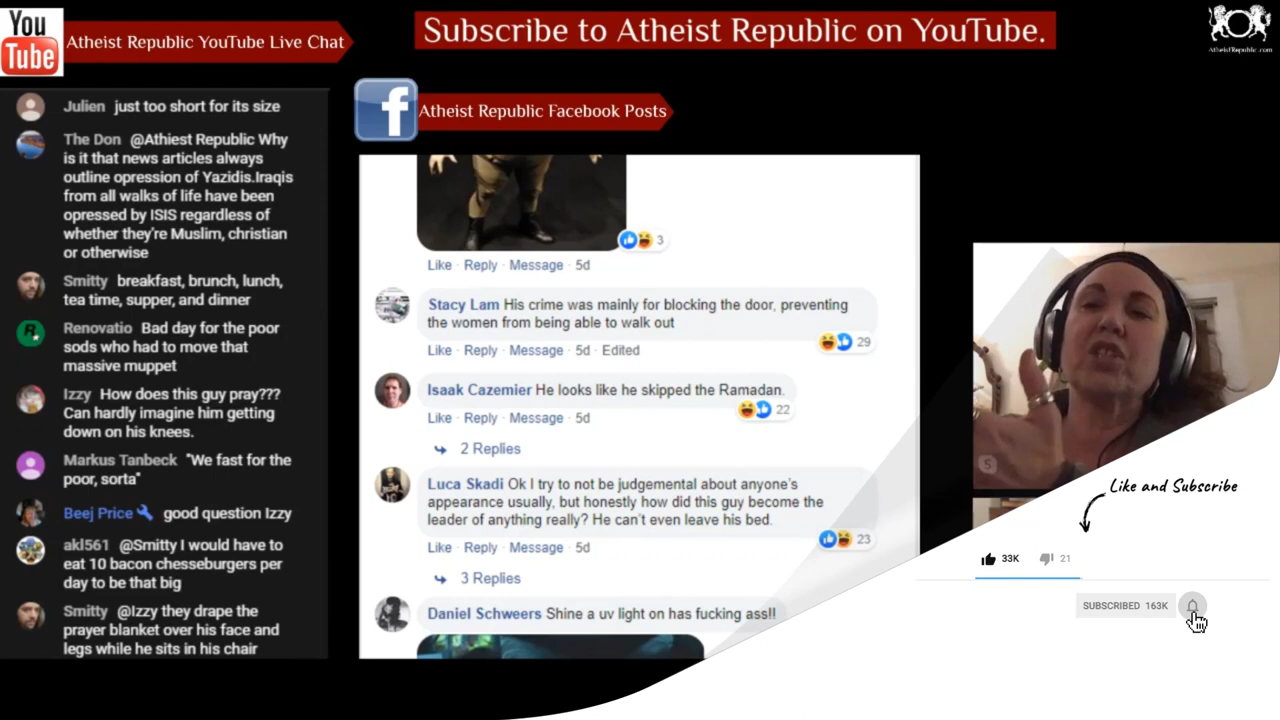 You
Tube
Atheist Republic YouTube Live Chat
Subscribe to Atheist Republic on YouTube.
AtheistRepublic.com
Julien just too short for its size
The Don @Athiest Republic Why
is it that news articles always
outline opression of Yazidis.Iraqis
from all walks of life have been
opressed by ISIS regardless of
whether they're Muslim, christian
or otherwise
Smitty breakfast, brunch, lunch,
tea time, supper, and dinner
Renovatio Bad day for the poor
sods who had to move that
massive muppet
Izzy How does this guy pray???
Can hardly imagine him getting
down on his knees.
Markus Tanbeck "We fast for the
poor, sorta"
Beej Price good question Izzy
akl561 @Smitty I would have to
eat 10 bacon chesseburgers per
day to be that big
Smitty @Izzy they drape the
prayer blanket over his face and
legs while he sits in his chair
f
Atheist Republic Facebook Posts
3
Like · Reply · Message · 5d
Stacy Lam His crime was mainly for blocking the door, preventing
the women from being able to walk out
29
Like · Reply · Message · 5d · Edited
Isaak Cazemier He looks like he skipped the Ramadan.
22
Like · Reply · Message · 5d
2 Replies
Luca Skadi Ok I try to not be judgemental about anyone's
appearance usually, but honestly how did this guy become the
leader of anything really? He can't even leave his bed.
23
Like · Reply · Message · 5d
3 Replies
Daniel Schweers Shine a uv light on has fucking ass!!
S
Like and Subscribe
33K 21
SUBSCRIBED 163K